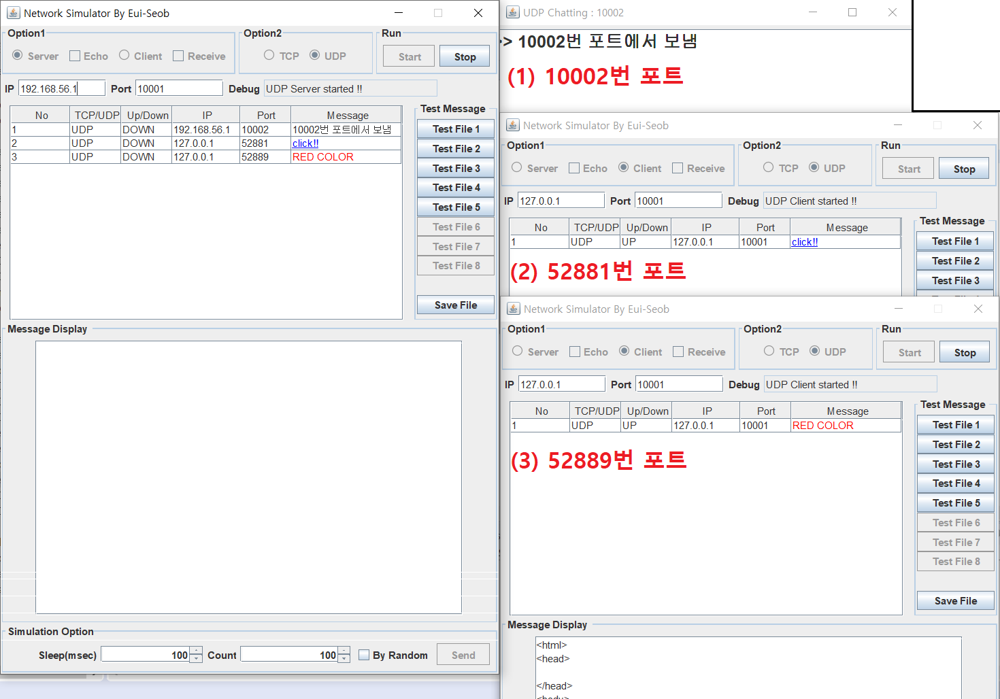 Network Simulator By Eui-Seob
Option1
Server Echo Client Receive
Option2
TCP UDP
Run
Start Stop
IP 192.168.56.1 Port 10001 Debug UDP Server started !!
No TCP/UDP Up/Down IP Port Message
1 UDP DOWN 192.168.56.1 10002 10002번 포트에서 보냄
2 UDP DOWN 127.0.0.1 52881 click!!
3 UDP DOWN 127.0.0.1 52889 RED COLOR
Test Message
Test File 1
Test File 2
Test File 3
Test File 4
Test File 5
Test File 6
Test File 7
Test File 8
Save File
Message Display
Simulation Option
Sleep(msec) 100 Count 100 By Random Send
UDP Chatting : 10002
> 10002번 포트에서 보냄
(1) 10002번 포트
Network Simulator By Eui-Seob
Option1
Server Echo Client Receive
Option2
TCP UDP
Run
Start Stop
IP 127.0.0.1 Port 10001 Debug UDP Client started !!
No TCP/UDP Up/Down IP Port Message
1 UDP UP 127.0.0.1 10001 click!!
(2) 52881번 포트
Test Message
Test File 1
Test File 2
Test File 3
Network Simulator By Eui-Seob
Option1
Server Echo Client Receive
Option2
TCP UDP
Run
Start Stop
IP 127.0.0.1 Port 10001 Debug UDP Client started !!
No TCP/UDP Up/Down IP Port Message
1 UDP UP 127.0.0.1 10001 RED COLOR
(3) 52889번 포트
Test Message
Test File 1
Test File 2
Test File 3
Test File 4
Test File 5
Test File 6
Test File 7
Test File 8
Save File
Message Display
<html>
<head>
</head>